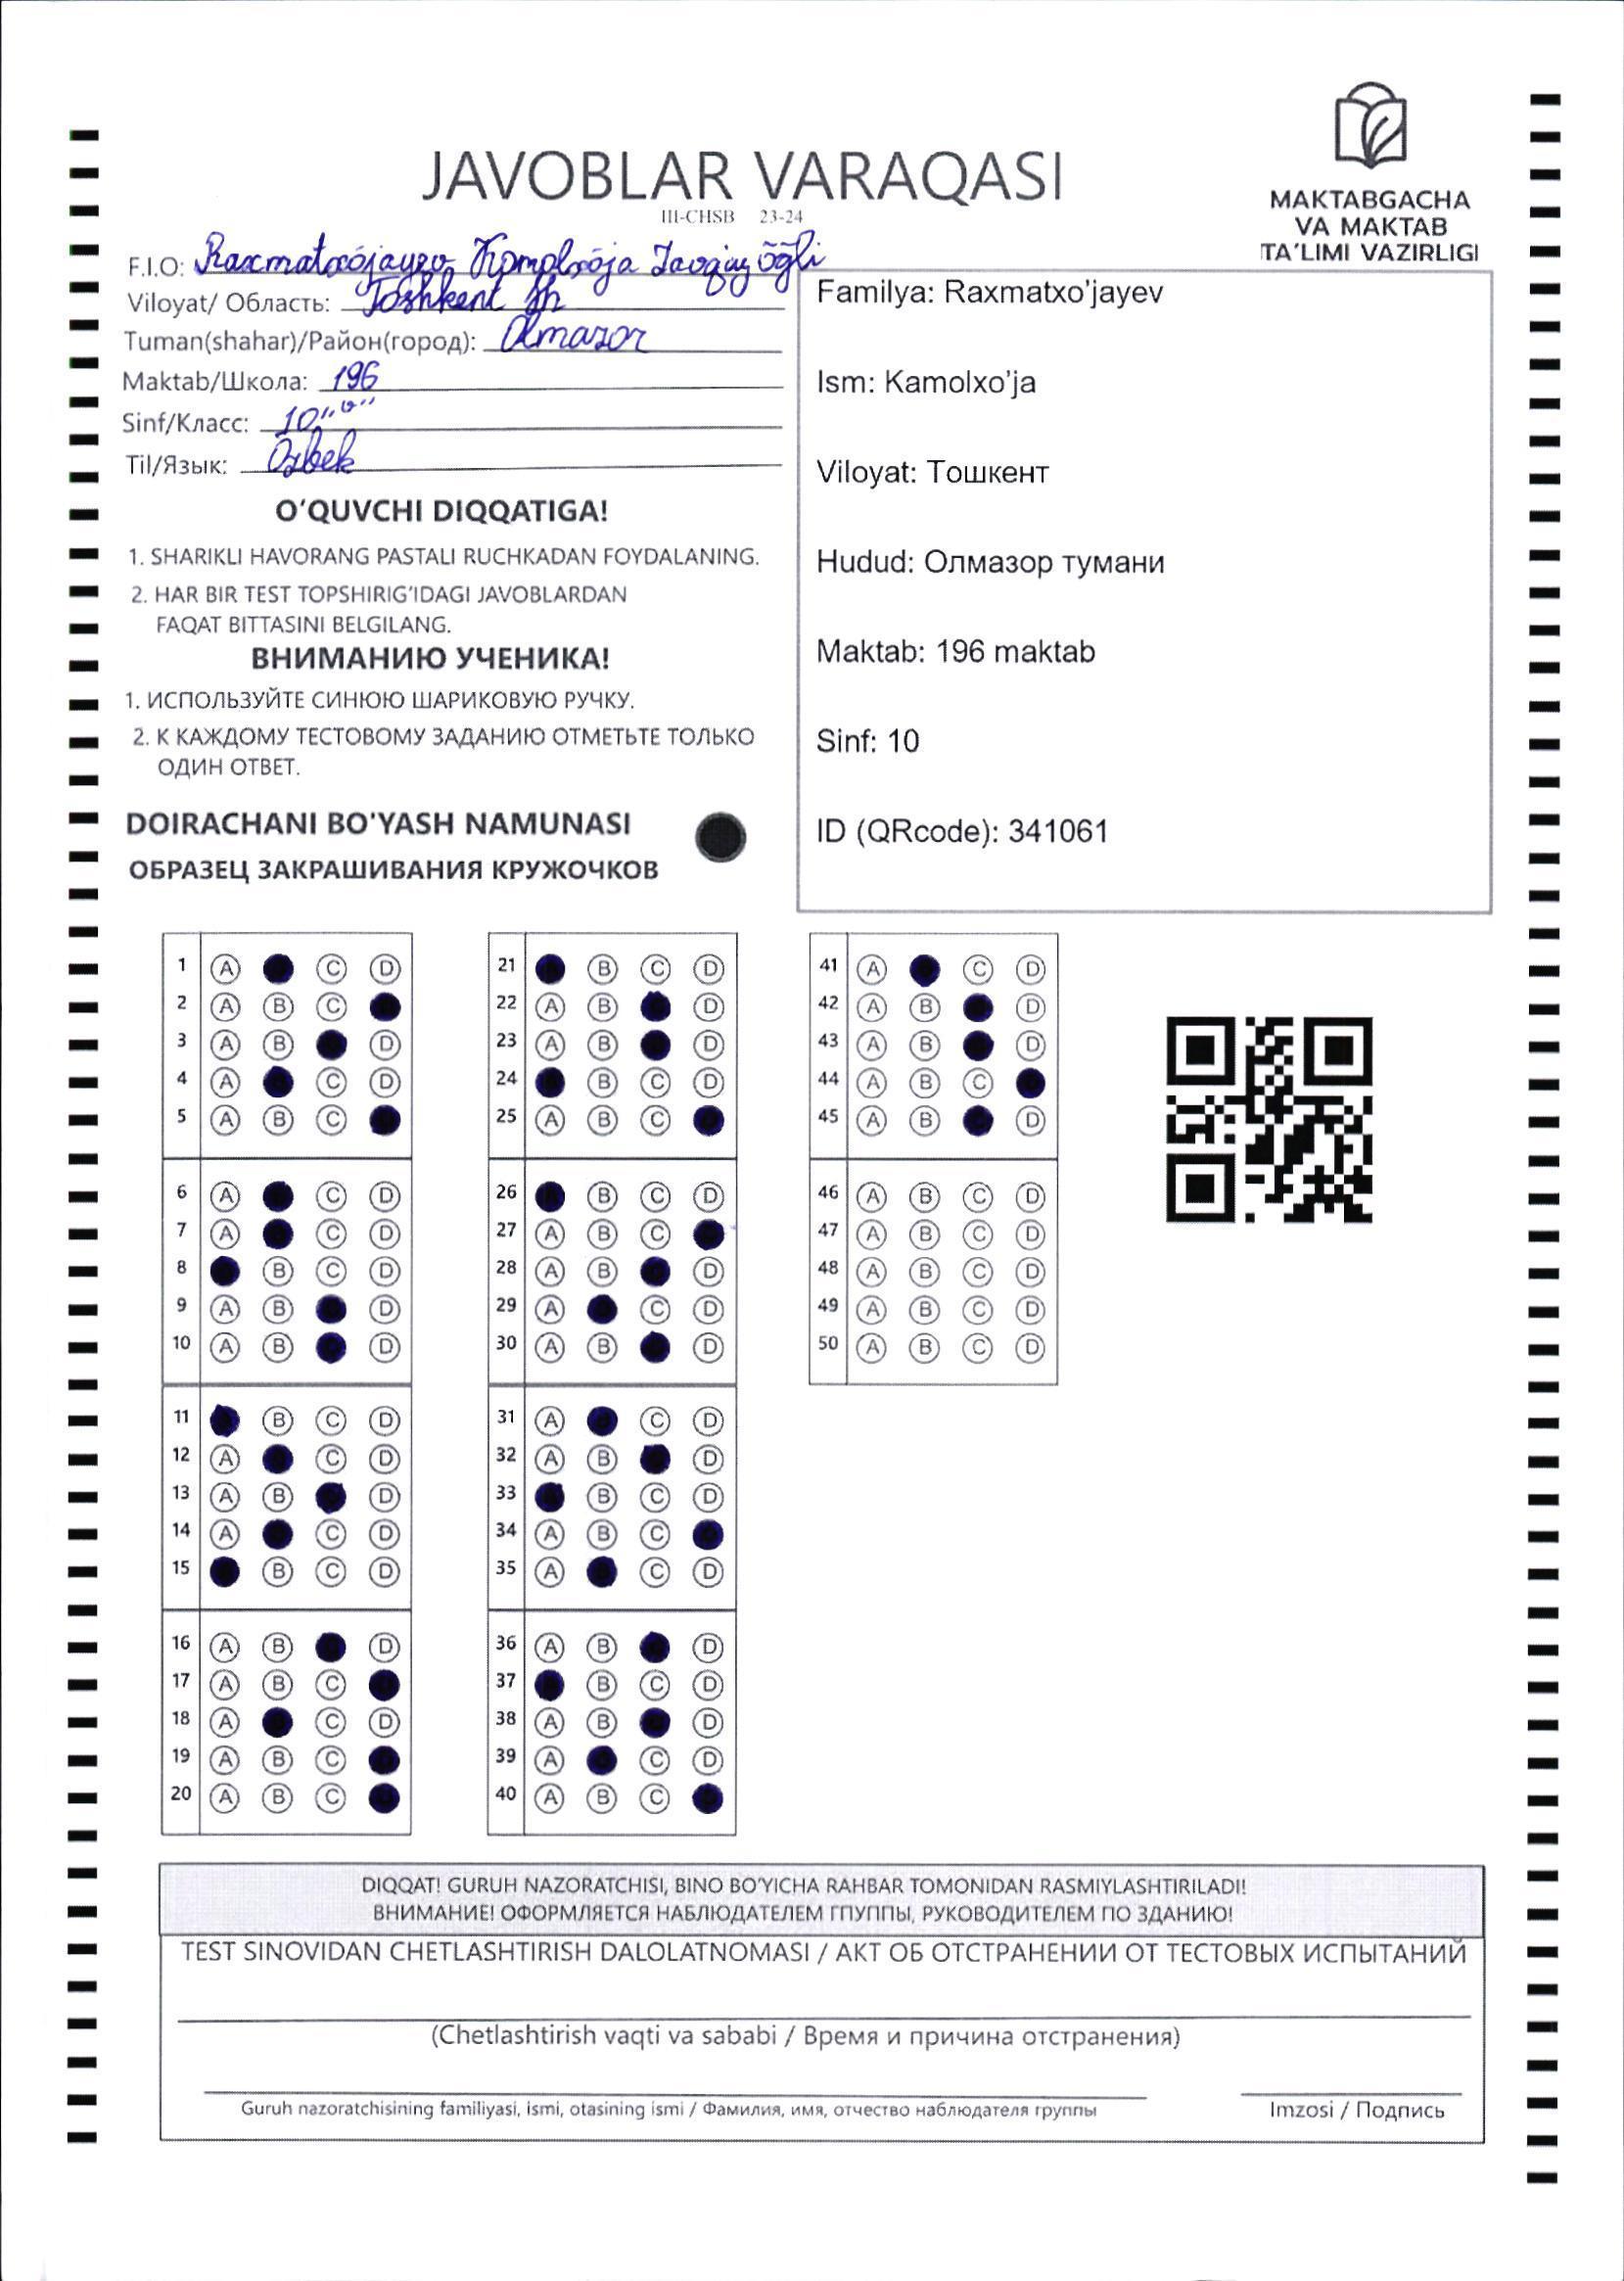 JAVOBLAR VARAQASI
III-CHSB 23-24
MAKTABGACHA
VA MAKTAB
TA'LIMI VAZIRLIGI
F.I.O: Raxmatxo'jayev Kamolxo'ja o'g'li
Viloyat/ Область: Toshkent sh
Tuman(shahar)/Район(город): Olmazor
Maktab/Школа: 196
Sinf/Класс: 10
Til/Язык: Ozbek
O'QUVCHI DIQQATIGA!
1. SHARIKLI HAVORANG PASTALI RUCHKADAN FOYDALANING.
2. HAR BIR TEST TOPSHIRIG'IDAGI JAVOBLARDAN
FAQAT BITTASINI BELGILANG.
ВНИМАНИЮ УЧЕНИКА!
1. ИСПОЛЬЗУЙТЕ СИНЮЮ ШАРИКОВУЮ РУЧКУ.
2. К КАЖДОМУ ТЕСТОВОМУ ЗАДАНИЮ ОТМЕТЬТЕ ТОЛЬКО
ОДИН ОТВЕТ.
DOIRACHANI BO'YASH NAMUNASI
ОБРАЗЕЦ ЗАКРАШИВАНИЯ КРУЖОЧКОВ
Familya: Raxmatxo'jayev
Ism: Kamolxo'ja
Viloyat: Тошкент
Hudud: Олмазор тумани
Maktab: 196 maktab
Sinf: 10
ID (QRcode): 341061
1 A C D
2 A B C
3 A B D
4 A C D
5 A B C
6 A C D
7 A C D
8 B C D
9 A B D
10 A B D
11 B C D
12 A C D
13 A B D
14 A C D
15 B C D
16 A B D
17 A B C
18 A C D
19 A B C
20 A B C
21 B C D
22 A B D
23 A B D
24 B C D
25 A B C
26 B C D
27 A B C
28 A B D
29 A C D
30 A B D
31 A C D
32 A B D
33 B C D
34 A B C
35 A C D
36 A B D
37 B C D
38 A B D
39 A C D
40 A B C
41 A C D
42 A B D
43 A B D
44 A B C
45 A B D
46 A B C D
47 A B C D
48 A B C D
49 A B C D
50 A B C D
DIQQAT! GURUH NAZORATCHISI, BINO BO'YICHA RAHBAR TOMONIDAN RASMIYLASHTIRILADI!
ВНИМАНИЕ! ОФОРМЛЯЕТСЯ НАБЛЮДАТЕЛЕМ ГПУППЫ, РУКОВОДИТЕЛЕМ ПО ЗДАНИЮ!
TEST SINOVIDAN CHETLASHTIRISH DALOLATNOMASI / АКТ ОБ ОТСТРАНЕНИИ ОТ ТЕСТОВЫХ ИСПЫТАНИЙ
(Chetlashtirish vaqti va sababi / Время и причина отстранения)
Guruh nazoratchisining familiyasi, ismi, otasining ismi / Фамилия, имя, отчество наблюдателя группы
Imzosi / Подпись